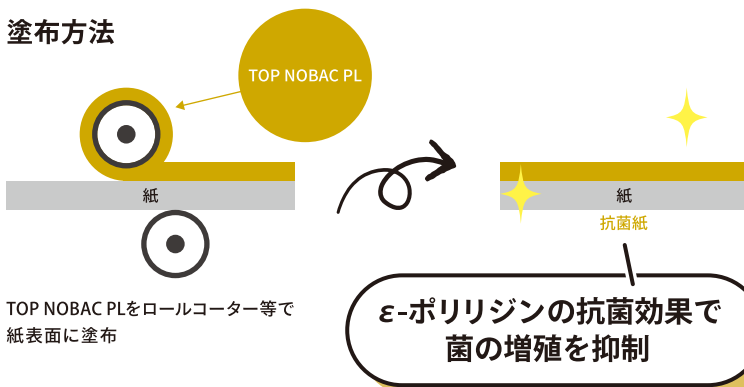 塗布方法
TOP NOBAC PL
紙
TOP NOBAC PLをロールコーター等で
紙表面に塗布
紙
抗菌紙
ε-ポリリジンの抗菌効果で
菌の増殖を抑制